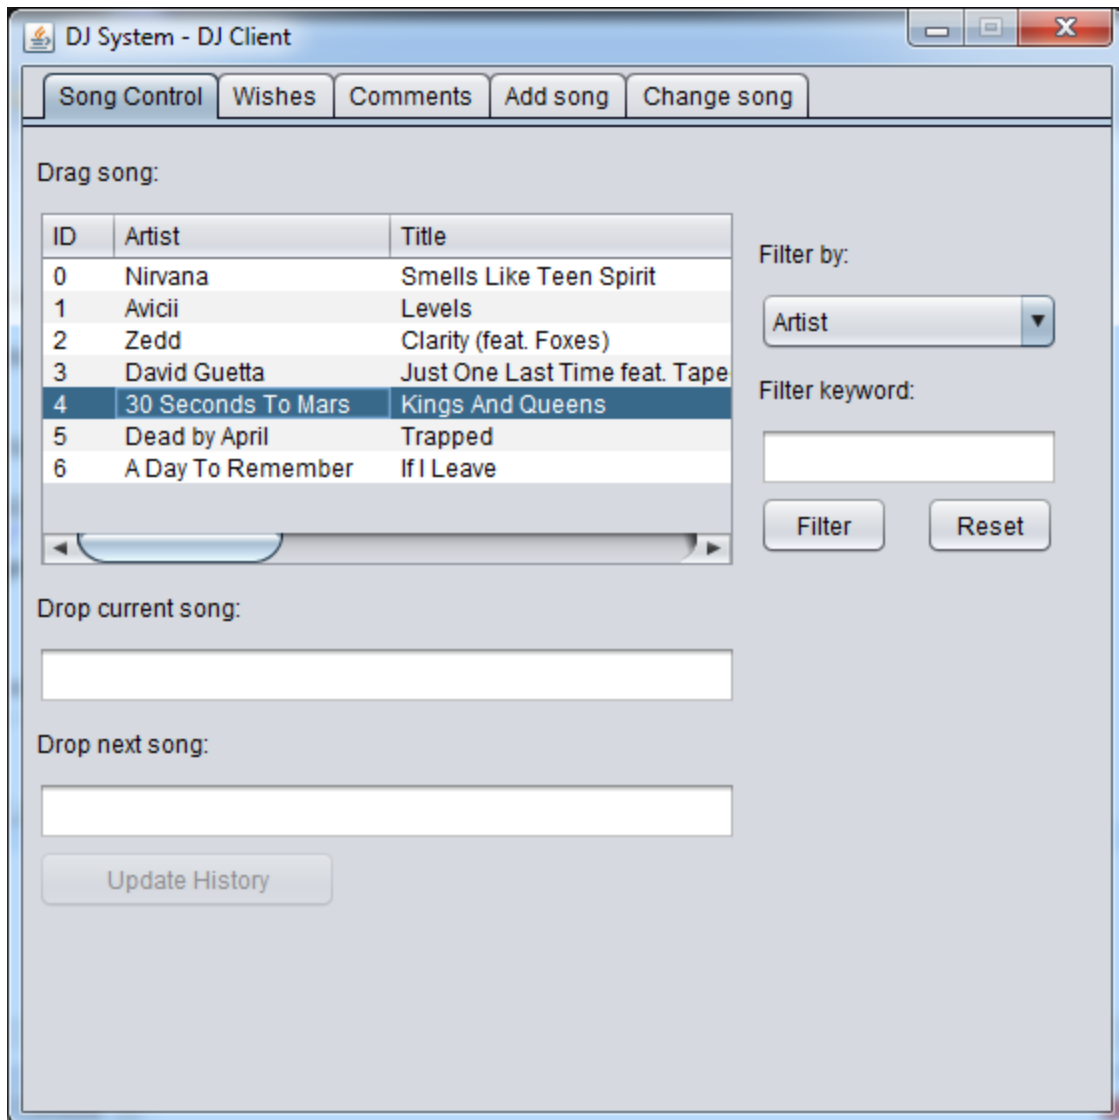 DJ System - DJ Client
Song Control Wishes Comments Add song Change song
Drag song:
ID Artist Title
0 Nirvana Smells Like Teen Spirit
1 Avicii Levels
2 Zedd Clarity (feat. Foxes)
3 David Guetta Just One Last Time feat. Tape
4 30 Seconds To Mars Kings And Queens
5 Dead by April Trapped
6 A Day To Remember If I Leave
Filter by:
Artist
Filter keyword:
Filter Reset
Drop current song:
Drop next song:
Update History